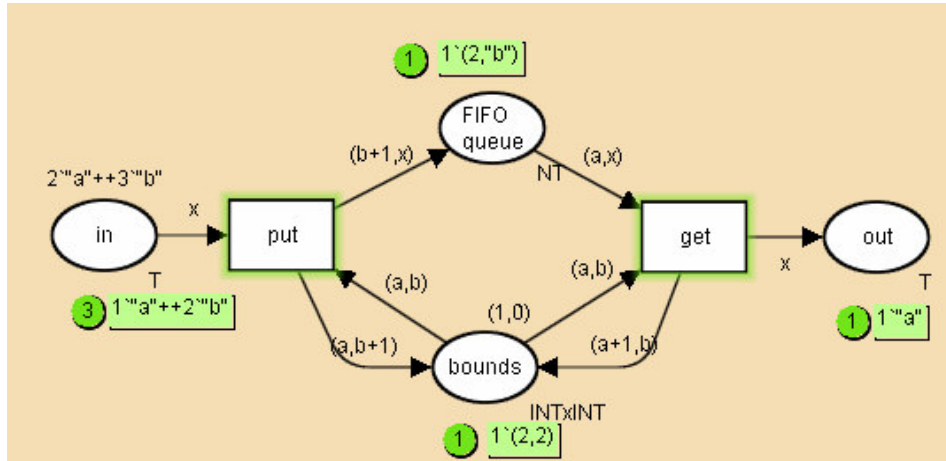 1 1`(2,"b")
FIFO
queue
(b+1,x) (a,x)
NT
2`"a"++3`"b"
x
in put get out
T x T
(a,b) (a,b)
3 1`"a"++2`"b" (1,0) 1 1`"a"
(a,b+1) (a+1,b)
bounds
INTxINT
1 1`(2,2)